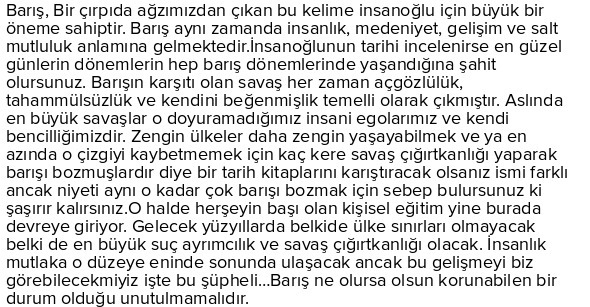 Barış, Bir çırpıda ağzımızdan çıkan bu kelime insanoğlu için büyük bir
öneme sahiptir. Barış aynı zamanda insanlık, medeniyet, gelişim ve salt
mutluluk anlamına gelmektedir.İnsanoğlunun tarihi incelenirse en güzel
günlerin dönemlerin hep barış dönemlerinde yaşandığına şahit
olursunuz. Barışın karşıtı olan savaş her zaman açgözlülük,
tahammülsüzlük ve kendini beğenmişlik temelli olarak çıkmıştır. Aslında
en büyük savaşlar o doyuramadığımız insani egolarımız ve kendi
bencilliğimizdir. Zengin ülkeler daha zengin yaşayabilmek ve ya en
azında o çizgiyi kaybetmemek için kaç kere savaş çığırtkanlığı yaparak
barışı bozmuşlardır diye bir tarih kitaplarını karıştıracak olsanız ismi farklı
ancak niyeti aynı o kadar çok barışı bozmak için sebep bulursunuz ki
şaşırır kalırsınız.O halde herşeyin başı olan kişisel eğitim yine burada
devreye giriyor. Gelecek yüzyıllarda belkide ülke sınırları olmayacak
belki de en büyük suç ayrımcılık ve savaş çığırtkanlığı olacak. İnsanlık
mutlaka o düzeye eninde sonunda ulaşacak ancak bu gelişmeyi biz
görebilecekmiyiz işte bu şüpheli...Barış ne olursa olsun korunabilen bir
durum olduğu unutulmamalıdır.